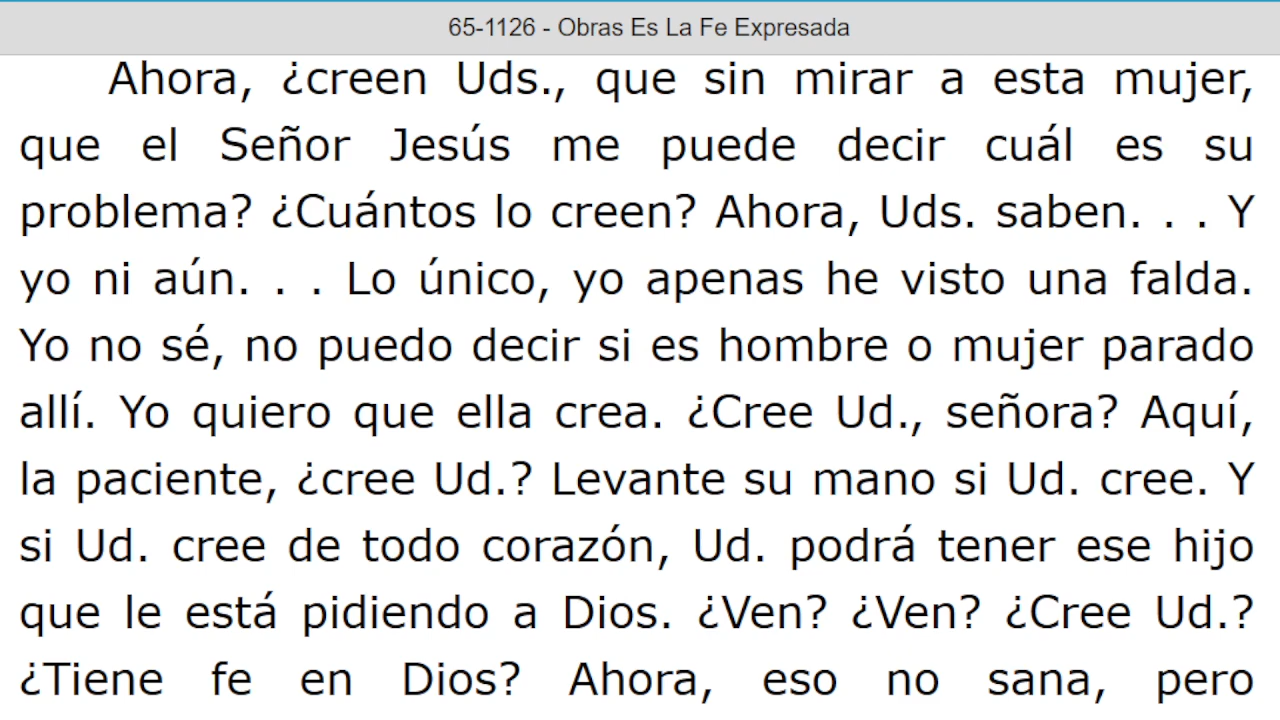 65-1126 - Obras Es La Fe Expresada
Ahora, ¿creen Uds., que sin mirar a esta mujer,
que el Señor Jesús me puede decir cuál es su
problema? ¿Cuántos lo creen? Ahora, Uds. saben. . . Y
yo ni aún. . . Lo único, yo apenas he visto una falda.
Yo no sé, no puedo decir si es hombre o mujer parado
allí. Yo quiero que ella crea. ¿Cree Ud., señora? Aquí,
la paciente, ¿cree Ud.? Levante su mano si Ud. cree. Y
si Ud. cree de todo corazón, Ud. podrá tener ese hijo
que le está pidiendo a Dios. ¿Ven? ¿Ven? ¿Cree Ud.?
¿Tiene fe en Dios? Ahora, eso no sana, pero